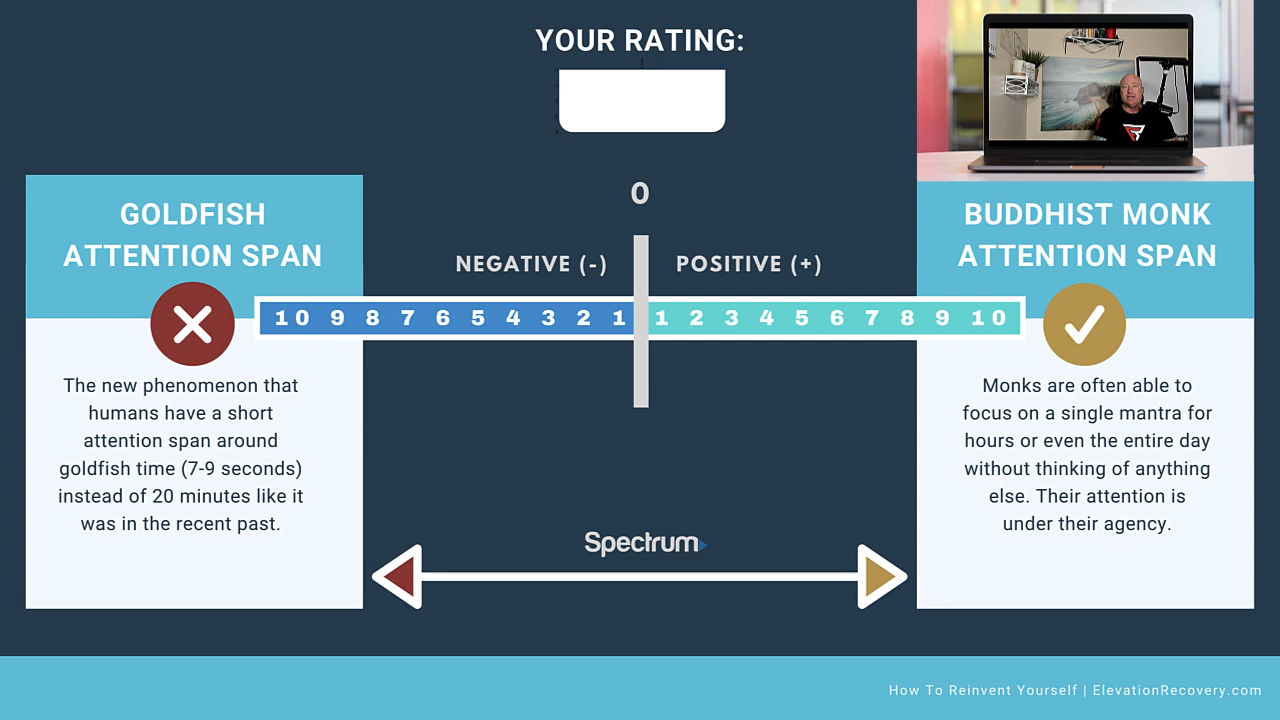 YOUR RATING:
0
NEGATIVE (-)
POSITIVE (+)
10 9 8 7 6 5 4 3 2 1
1 2 3 4 5 6 7 8 9 10
GOLDFISH
ATTENTION SPAN
The new phenomenon that
humans have a short
attention span around
goldfish time (7-9 seconds)
instead of 20 minutes like it
was in the recent past.
BUDDHIST MONK
ATTENTION SPAN
Monks are often able to
focus on a single mantra for
hours or even the entire day
without thinking of anything
else. Their attention is
under their agency.
Spectrum
How To Reinvent Yourself | ElevationRecovery.com